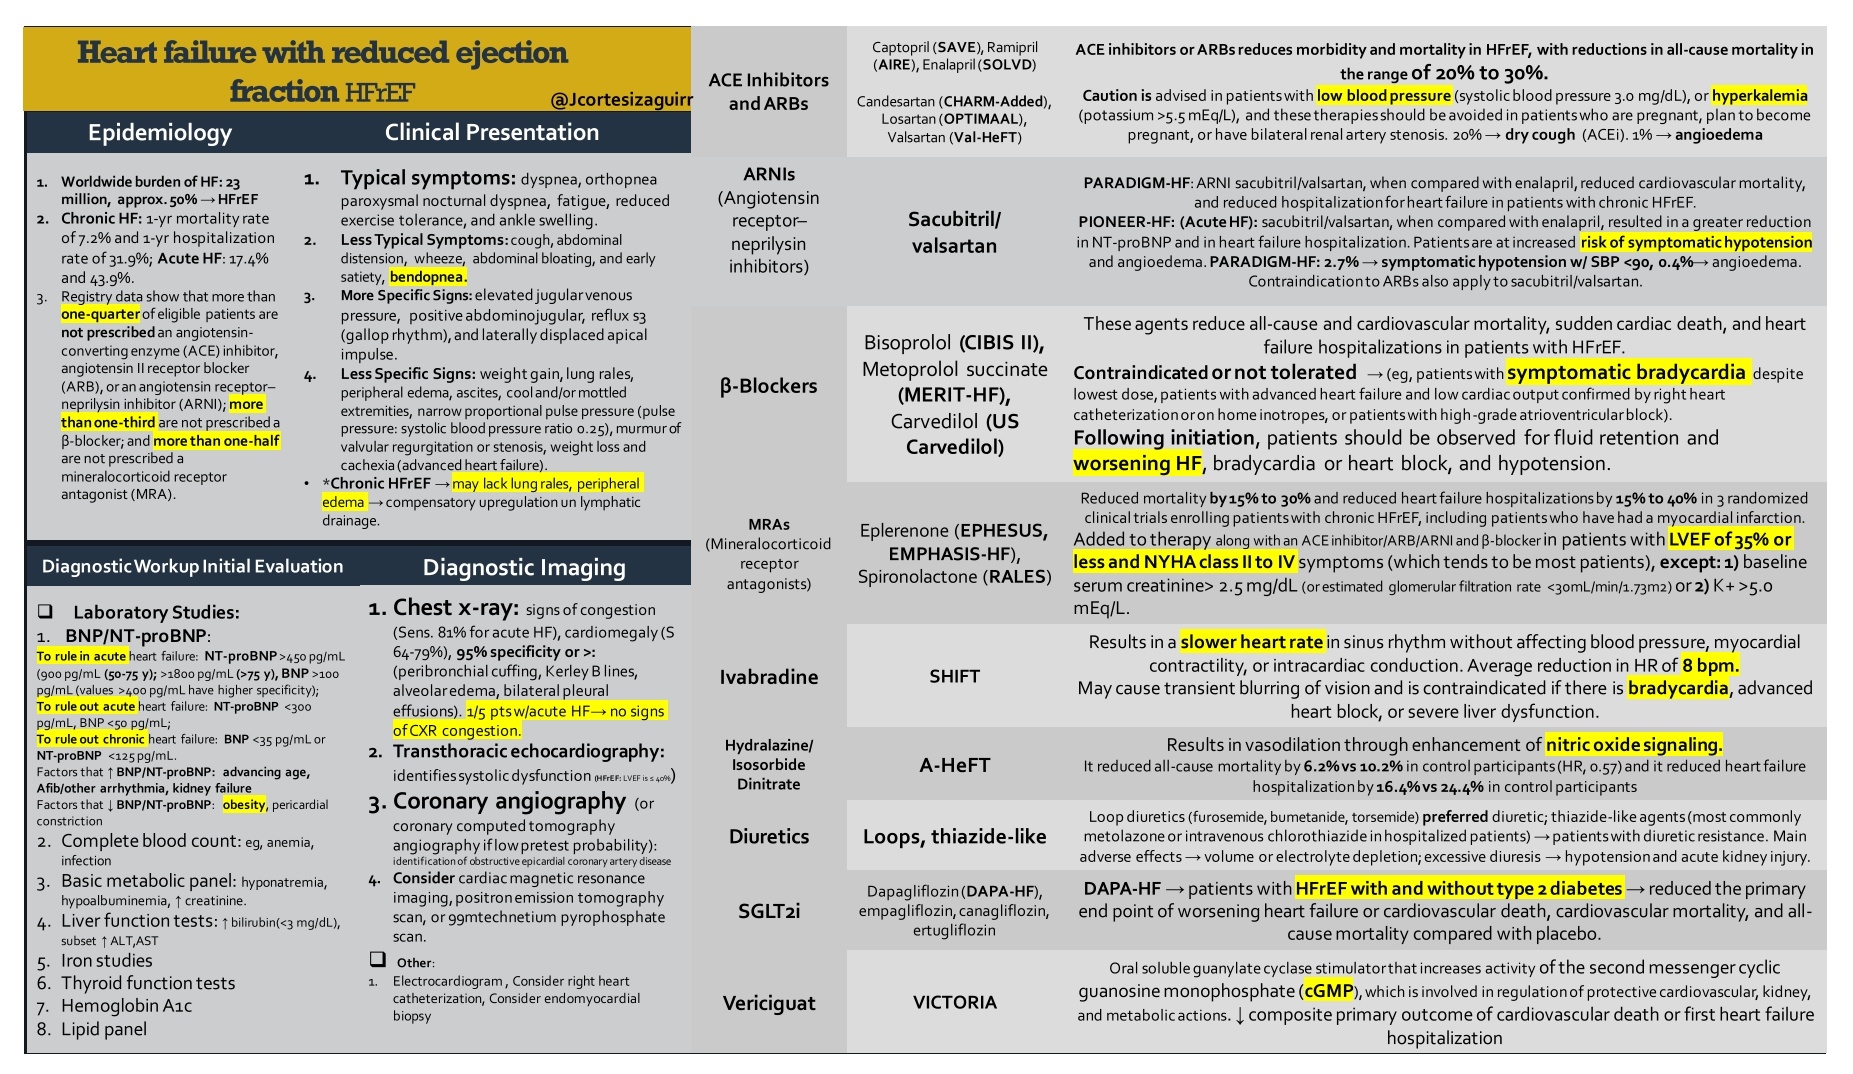 Heart failure with reduced ejection
fraction HFrEF
@Jcortesizaguirr
Epidemiology
1. Worldwide burden of HF: 23
million, approx. 50% → HFrEF
2. Chronic HF: 1-yr mortality rate
of 7.2% and 1-yr hospitalization
rate of 31.9%; Acute HF: 17.4%
and 43.9%.
3. Registry data show that more than
one-quarter of eligible patients are
not prescribed an angiotensin-
converting enzyme (ACE) inhibitor,
angiotensin II receptor blocker
(ARB), or an angiotensin receptor–
neprilysin inhibitor (ARNI); more
than one-third are not prescribed a
β-blocker; and more than one-half
are not prescribed a
mineralocorticoid receptor
antagonist (MRA).
Clinical Presentation
1. Typical symptoms: dyspnea, orthopnea
paroxysmal nocturnal dyspnea, fatigue, reduced
exercise tolerance, and ankle swelling.
2. Less Typical Symptoms: cough, abdominal
distension, wheeze, abdominal bloating, and early
satiety, bendopnea.
3. More Specific Signs: elevated jugular venous
pressure, positive abdominojugular, reflux s3
(gallop rhythm), and laterally displaced apical
impulse.
4. Less Specific Signs: weight gain, lung rales,
peripheral edema, ascites, cool and/or mottled
extremities, narrow proportional pulse pressure (pulse
pressure: systolic blood pressure ratio 0.25), murmur of
valvular regurgitation or stenosis, weight loss and
cachexia (advanced heart failure).
• *Chronic HFrEF → may lack lung rales, peripheral
edema → compensatory upregulation un lymphatic
drainage.
Diagnostic Workup Initial Evaluation
❑ Laboratory Studies:
1. BNP/NT-proBNP:
To rule in acute heart failure: NT-proBNP >450 pg/mL
(900 pg/mL (50-75 y); >1800 pg/mL (>75 y), BNP >100
pg/mL (values >400 pg/mL have higher specificity);
To rule out acute heart failure: NT-proBNP <300
pg/mL, BNP <50 pg/mL;
To rule out chronic heart failure: BNP <35 pg/mL or
NT-proBNP <125 pg/mL.
Factors that ↑ BNP/NT-proBNP: advancing age,
Afib/other arrhythmia, kidney failure
Factors that ↓ BNP/NT-proBNP: obesity, pericardial
constriction
2. Complete blood count: eg, anemia,
infection
3. Basic metabolic panel: hyponatremia,
hypoalbuminemia, ↑ creatinine.
4. Liver function tests: ↑ bilirubin(<3 mg/dL),
subset ↑ ALT,AST
5. Iron studies
6. Thyroid function tests
7. Hemoglobin A1c
8. Lipid panel
Diagnostic Imaging
1. Chest x-ray: signs of congestion
(Sens. 81% for acute HF), cardiomegaly (S
64-79%), 95% specificity or >:
(peribronchial cuffing, Kerley B lines,
alveolar edema, bilateral pleural
effusions). 1/5 pts w/acute HF→ no signs
of CXR congestion.
2. Transthoracic echocardiography:
identifies systolic dysfunction (HFrEF: LVEF is ≤ 40%)
3. Coronary angiography (or
coronary computed tomography
angiography if low pretest probability):
identification of obstructive epicardial coronary artery disease
4. Consider cardiac magnetic resonance
imaging, positron emission tomography
scan, or 99mtechnetium pyrophosphate
scan.
❑ Other:
1. Electrocardiogram , Consider right heart
catheterization, Consider endomyocardial
biopsy
ACE Inhibitors
and ARBs
Captopril (SAVE), Ramipril
(AIRE), Enalapril (SOLVD)
Candesartan (CHARM-Added),
Losartan (OPTIMAAL),
Valsartan (Val-HeFT)
ACE inhibitors or ARBs reduces morbidity and mortality in HFrEF, with reductions in all-cause mortality in
the range of 20% to 30%.
Caution is advised in patients with low blood pressure (systolic blood pressure 3.0 mg/dL), or hyperkalemia
(potassium >5.5 mEq/L), and these therapies should be avoided in patients who are pregnant, plan to become
pregnant, or have bilateral renal artery stenosis. 20% → dry cough (ACEi). 1% → angioedema
ARNIs
(Angiotensin
receptor–
neprilysin
inhibitors)
Sacubitril/
valsartan
PARADIGM-HF: ARNI sacubitril/valsartan, when compared with enalapril, reduced cardiovascular mortality,
and reduced hospitalization for heart failure in patients with chronic HFrEF.
PIONEER-HF: (Acute HF): sacubitril/valsartan, when compared with enalapril, resulted in a greater reduction
in NT-proBNP and in heart failure hospitalization. Patients are at increased risk of symptomatic hypotension
and angioedema. PARADIGM-HF: 2.7% → symptomatic hypotension w/ SBP <90, 0.4%→ angioedema.
Contraindication to ARBs also apply to sacubitril/valsartan.
β-Blockers
Bisoprolol (CIBIS II),
Metoprolol succinate
(MERIT-HF),
Carvedilol (US
Carvedilol)
These agents reduce all-cause and cardiovascular mortality, sudden cardiac death, and heart
failure hospitalizations in patients with HFrEF.
Contraindicated or not tolerated → (eg, patients with symptomatic bradycardia despite
lowest dose, patients with advanced heart failure and low cardiac output confirmed by right heart
catheterization or on home inotropes, or patients with high-grade atrioventricular block).
Following initiation, patients should be observed for fluid retention and
worsening HF, bradycardia or heart block, and hypotension.
MRAs
(Mineralocorticoid
receptor
antagonists)
Eplerenone (EPHESUS,
EMPHASIS-HF),
Spironolactone (RALES)
Reduced mortality by 15% to 30% and reduced heart failure hospitalizations by 15% to 40% in 3 randomized
clinical trials enrolling patients with chronic HFrEF, including patients who have had a myocardial infarction.
Added to therapy along with an ACE inhibitor/ARB/ARNI and β-blocker in patients with LVEF of 35% or
less and NYHA class II to IV symptoms (which tends to be most patients), except: 1) baseline
serum creatinine> 2.5 mg/dL (or estimated glomerular filtration rate <30mL/min/1.73m2) or 2) K+ >5.0
mEq/L.
Ivabradine
SHIFT
Results in a slower heart rate in sinus rhythm without affecting blood pressure, myocardial
contractility, or intracardiac conduction. Average reduction in HR of 8 bpm.
May cause transient blurring of vision and is contraindicated if there is bradycardia, advanced
heart block, or severe liver dysfunction.
Hydralazine/
Isosorbide
Dinitrate
A-HeFT
Results in vasodilation through enhancement of nitric oxide signaling.
It reduced all-cause mortality by 6.2% vs 10.2% in control participants (HR, 0.57) and it reduced heart failure
hospitalization by 16.4% vs 24.4% in control participants
Diuretics
Loops, thiazide-like
Loop diuretics (furosemide, bumetanide, torsemide) preferred diuretic; thiazide-like agents (most commonly
metolazone or intravenous chlorothiazide in hospitalized patients) → patients with diuretic resistance. Main
adverse effects → volume or electrolyte depletion; excessive diuresis → hypotension and acute kidney injury.
SGLT2i
Dapagliflozin (DAPA-HF),
empagliflozin, canagliflozin,
ertugliflozin
DAPA-HF → patients with HFrEF with and without type 2 diabetes → reduced the primary
end point of worsening heart failure or cardiovascular death, cardiovascular mortality, and all-
cause mortality compared with placebo.
Vericiguat
VICTORIA
Oral soluble guanylate cyclase stimulator that increases activity of the second messenger cyclic
guanosine monophosphate (cGMP), which is involved in regulation of protective cardiovascular, kidney,
and metabolic actions. ↓ composite primary outcome of cardiovascular death or first heart failure
hospitalization